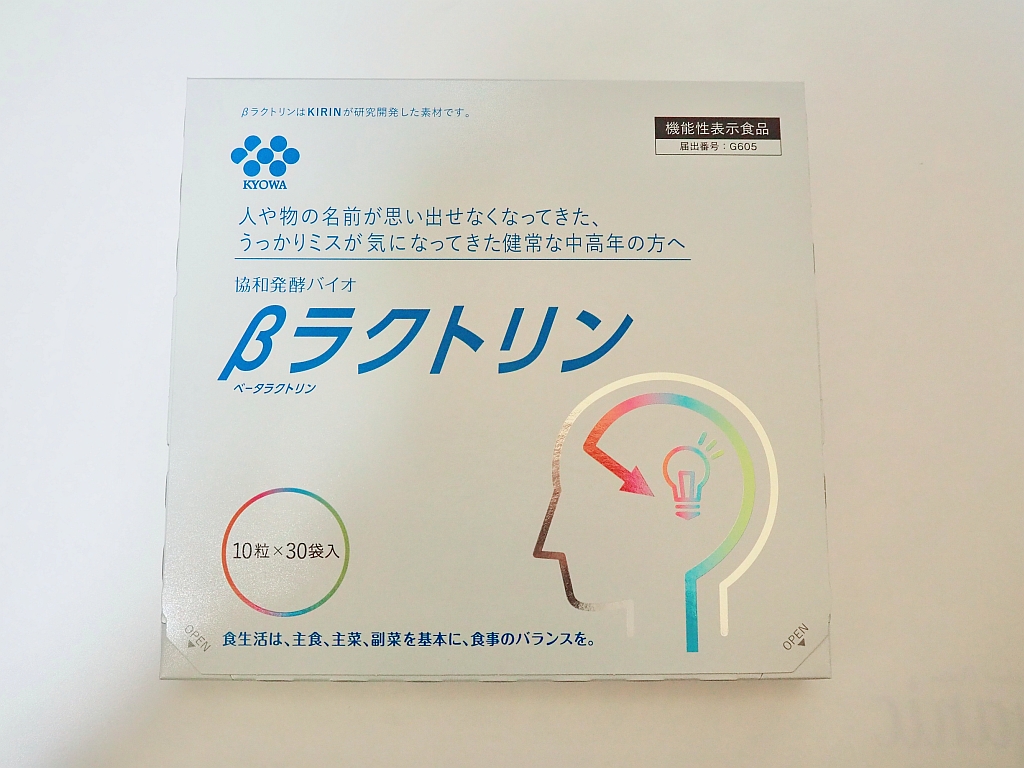 βラクトリンはKIRINが研究開発した素材です。
機能性表示食品
届出番号：G605
KYOWA
人や物の名前が思い出せなくなってきた、
うっかりミスが気になってきた健常な中高年の方へ
協和発酵バイオ
βラクトリン
ベータラクトリン
10粒×30袋入
食生活は、主食、主菜、副菜を基本に、食事のバランスを。
OPEN
OPEN